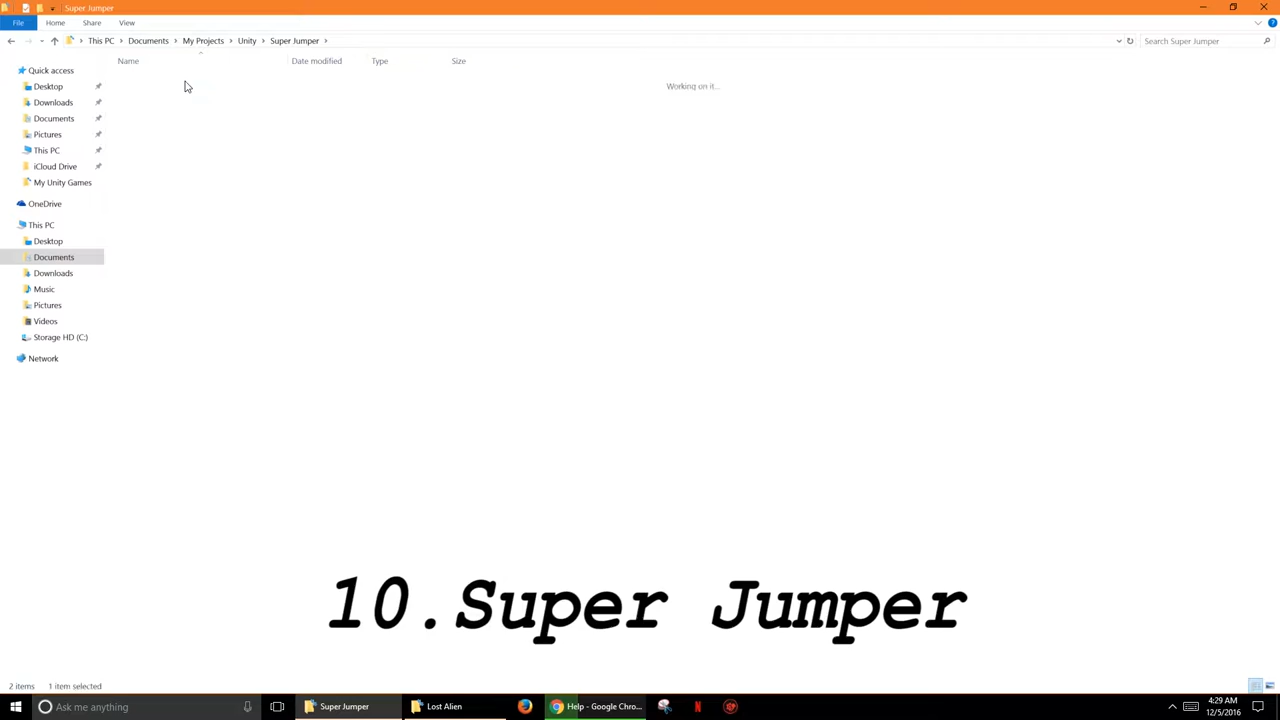 Super Jumper
File Home Share View
This PC Documents My Projects Unity Super Jumper
Search Super Jumper
Name Date modified Type Size
Working on it...
Quick access
Desktop
Downloads
Documents
Pictures
This PC
iCloud Drive
My Unity Games
OneDrive
This PC
Desktop
Documents
Downloads
Music
Pictures
Videos
Storage HD (C:)
Network
10.Super Jumper
2 items 1 item selected
Ask me anything
Super Jumper
Lost Alien
Help - Google Chro...
4:29 AM
12/5/2016